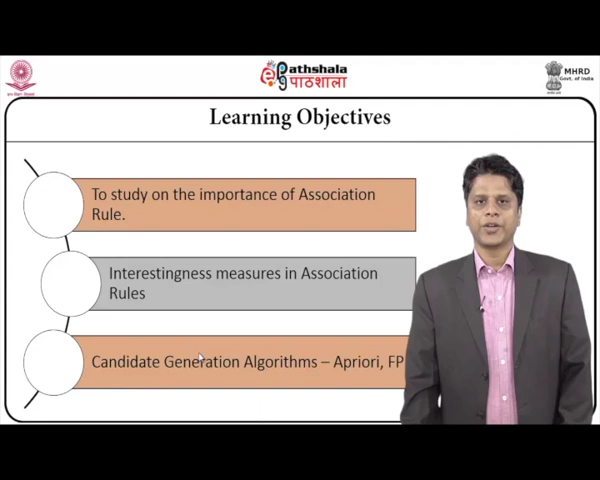 Pathshala
पाठशाला
MHRD
Govt. of India
Learning Objectives
To study on the importance of Association
Rule.
Interestingness measures in Association
Rules
Candidate Generation Algorithms – Apriori, FP